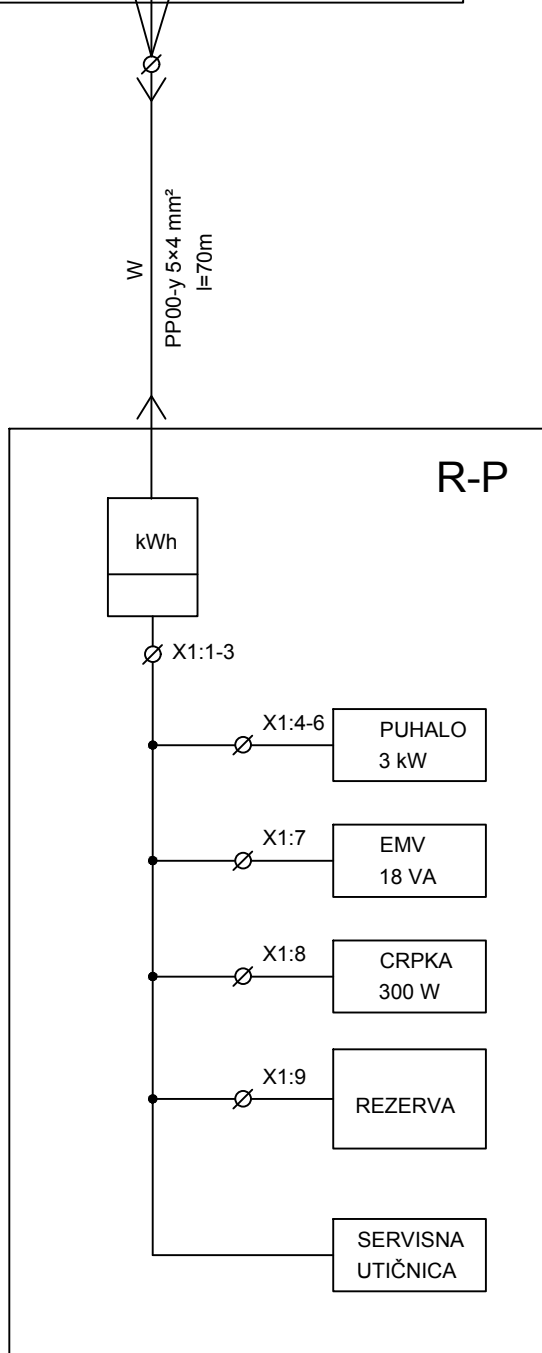 W
PP00-y 5×4 mm²
l=70m
R-P
kWh
X1:1-3
X1:4-6
PUHALO
3 kW
X1:7
EMV
18 VA
X1:8
CRPKA
300 W
X1:9
REZERVA
SERVISNA
UTIČNICA